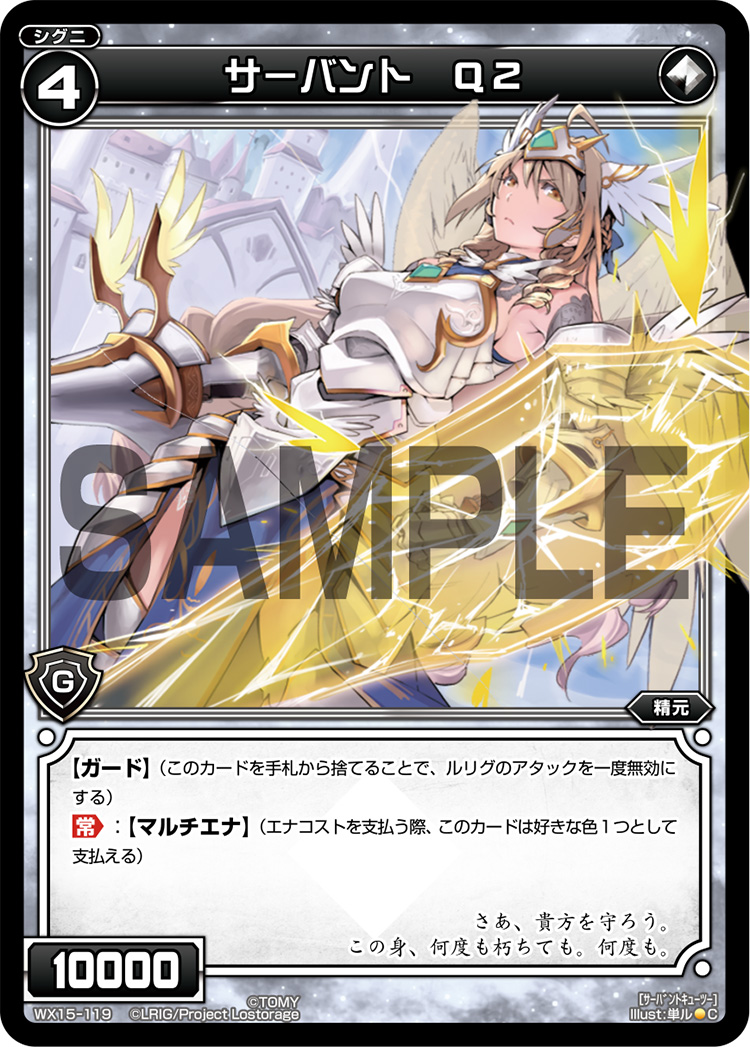 シグニ
4
サーバント Q2
SAMPLE
G
精元
【ガード】（このカードを手札から捨てることで、ルリグのアタックを一度無効に
する）
常：【マルチエナ】（エナコストを支払う際、このカードは好きな色1つとして
支払える）
さあ、貴方を守ろう。
この身、何度も朽ちても。何度も。
10000
WX15-119 ©LRIG/Project Lostorage
©TOMY
[サーバントキューツー]
Illust:単ル C